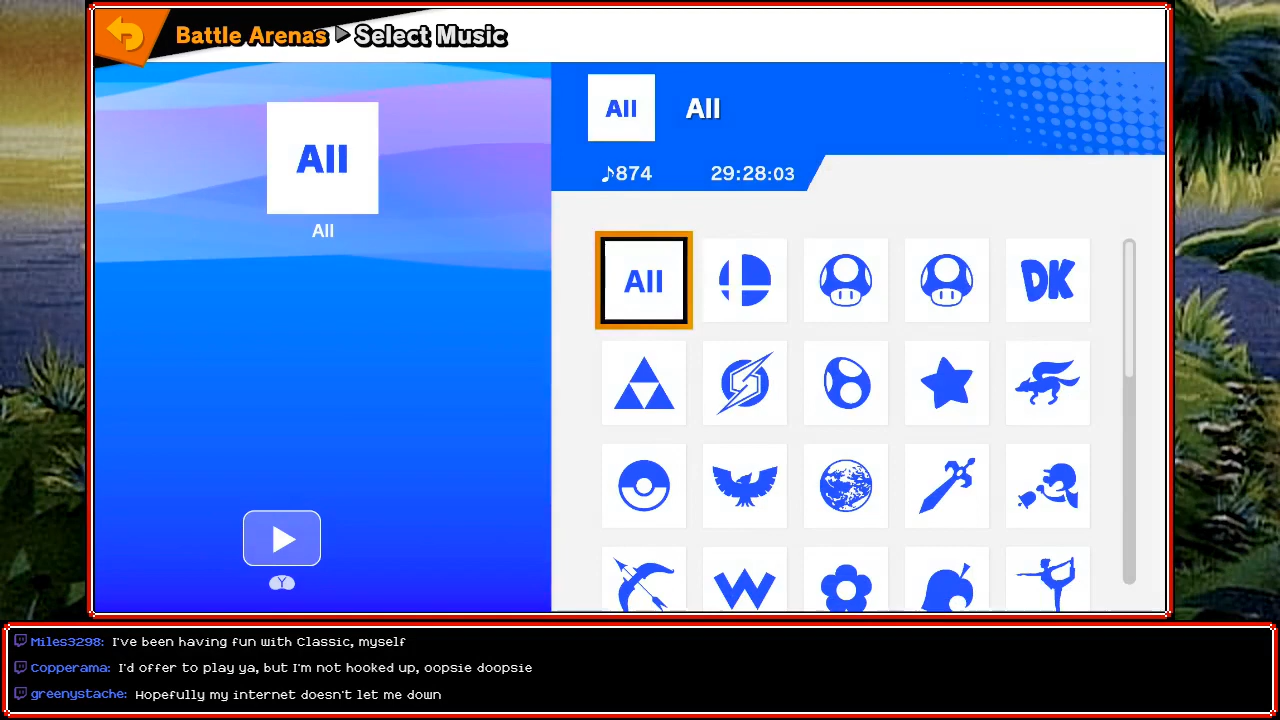 Battle Arenas ▶ Select Music
All
All
All
All
♪874 29:28:03
All
DK
Y
Miles3298: I've been having fun with Classic, myself
Copperama: I'd offer to play ya, but I'm not hooked up, oopsie doopsie
greenystache: Hopefully my internet doesn't let me down